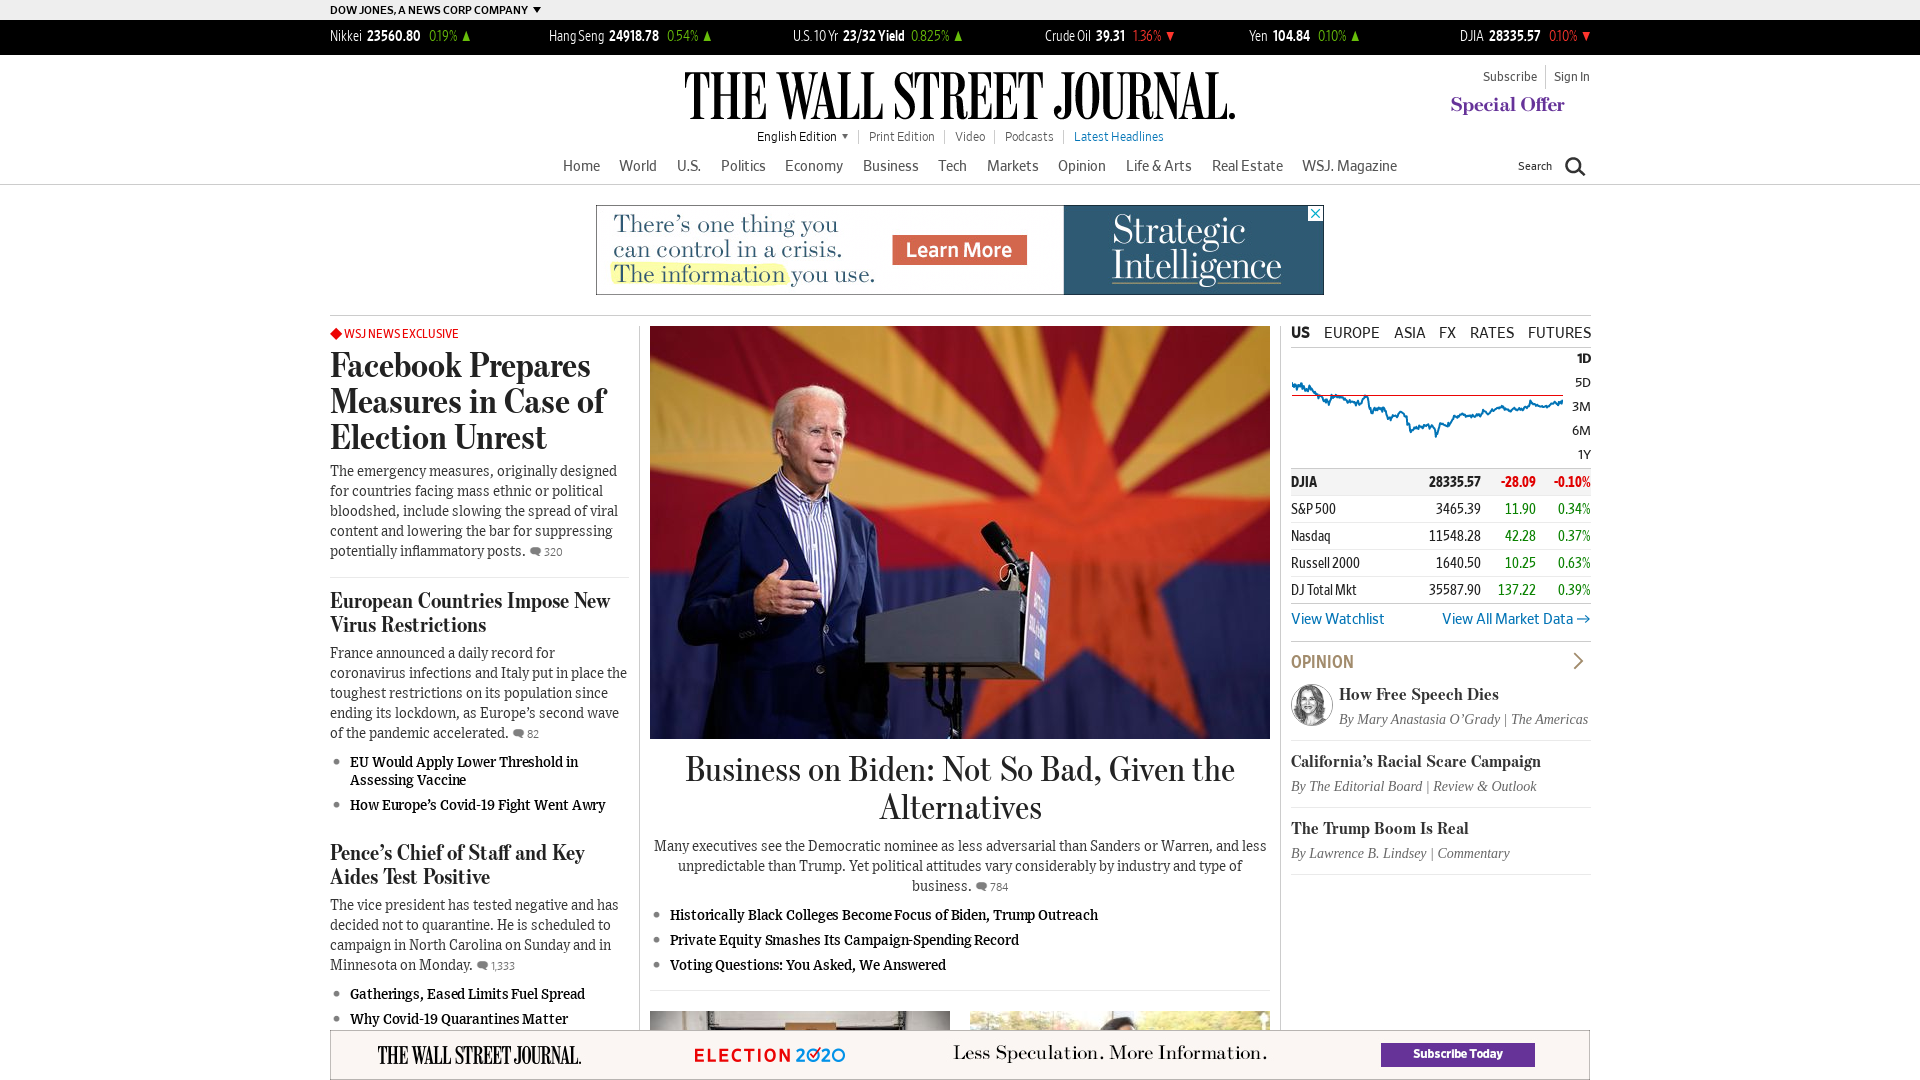 DOW JONES, A NEWS CORP COMPANY
Nikkei 23560.80 0.19% Hang Seng 24918.78 0.54% U.S. 10 Yr 23/32 Yield 0.825% Crude Oil 39.31 1.36% Yen 104.84 0.10% DJIA 28335.57 0.10%
THE WALL STREET JOURNAL.
Subscribe Sign In
Special Offer
English Edition Print Edition Video Podcasts Latest Headlines
Home World U.S. Politics Economy Business Tech Markets Opinion Life & Arts Real Estate WSJ. Magazine Search
There's one thing you
can control in a crisis.
The information you use.
Learn More
Strategic
Intelligence
WSJ NEWS EXCLUSIVE
Facebook Prepares
Measures in Case of
Election Unrest
The emergency measures, originally designed
for countries facing mass ethnic or political
bloodshed, include slowing the spread of viral
content and lowering the bar for suppressing
potentially inflammatory posts. 320
European Countries Impose New
Virus Restrictions
France announced a daily record for
coronavirus infections and Italy put in place the
toughest restrictions on its population since
ending its lockdown, as Europe's second wave
of the pandemic accelerated. 82
EU Would Apply Lower Threshold in
Assessing Vaccine
How Europe's Covid-19 Fight Went Awry
Pence's Chief of Staff and Key
Aides Test Positive
The vice president has tested negative and has
decided not to quarantine. He is scheduled to
campaign in North Carolina on Sunday and in
Minnesota on Monday. 1,333
Gatherings, Eased Limits Fuel Spread
Why Covid-19 Quarantines Matter
Business on Biden: Not So Bad, Given the
Alternatives
Many executives see the Democratic nominee as less adversarial than Sanders or Warren, and less
unpredictable than Trump. Yet political attitudes vary considerably by industry and type of
business. 784
Historically Black Colleges Become Focus of Biden, Trump Outreach
Private Equity Smashes Its Campaign-Spending Record
Voting Questions: You Asked, We Answered
US EUROPE ASIA FX RATES FUTURES
1D
5D
3M
6M
1Y
DJIA 28335.57 -28.09 -0.10%
S&P 500 3465.39 11.90 0.34%
Nasdaq 11548.28 42.28 0.37%
Russell 2000 1640.50 10.25 0.63%
DJ Total Mkt 35587.90 137.22 0.39%
View Watchlist View All Market Data
OPINION
How Free Speech Dies
By Mary Anastasia O'Grady | The Americas
California's Racial Scare Campaign
By The Editorial Board | Review & Outlook
The Trump Boom Is Real
By Lawrence B. Lindsey | Commentary
THE WALL STREET JOURNAL.
ELECTION 2020
Less Speculation. More Information.
Subscribe Today